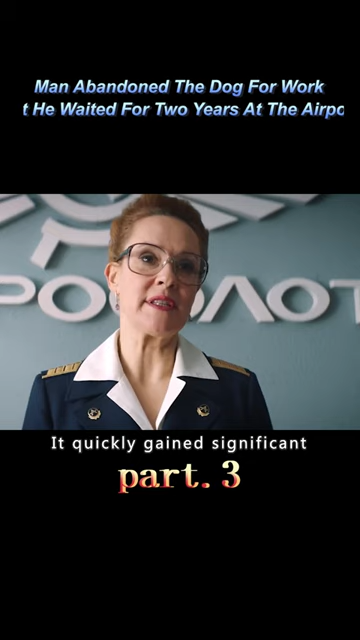 Man Abandoned The Dog For Work
t He Waited For Two Years At The Airpo
РОФЛОТ
It quickly gained significant
part. 3